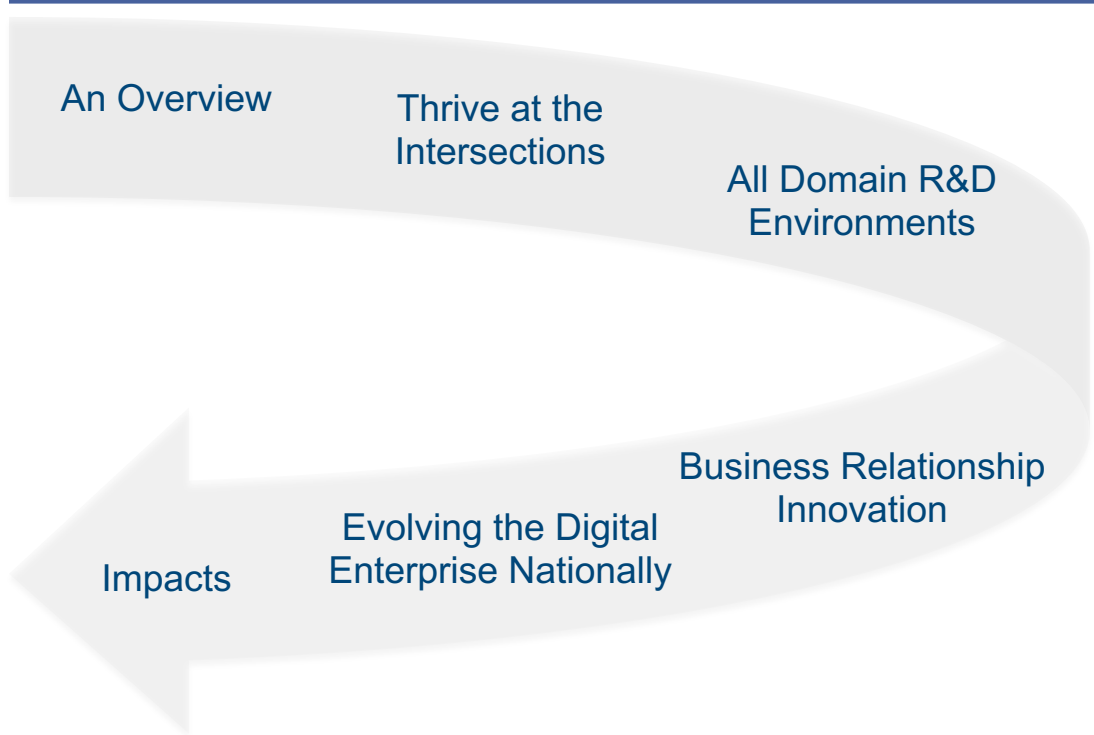 An Overview
Thrive at the
Intersections
All Domain R&D
Environments
Business Relationship
Innovation
Evolving the Digital
Enterprise Nationally
Impacts